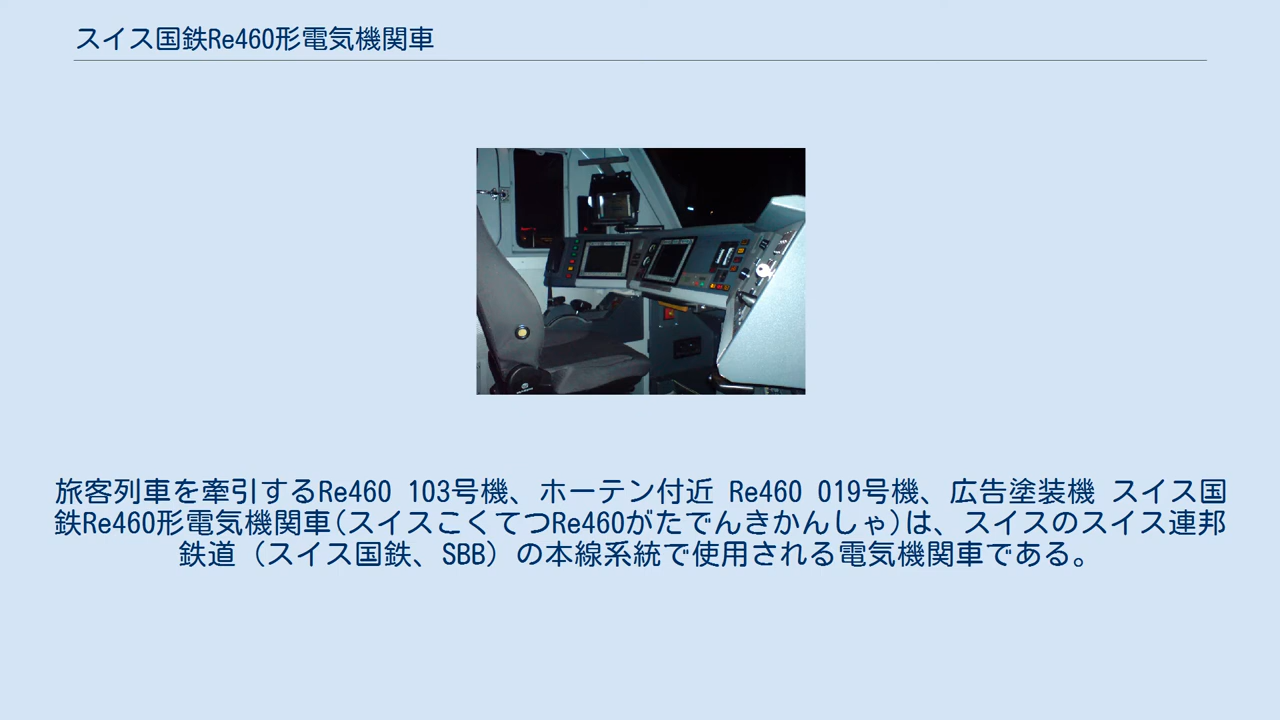 スイス国鉄Re460形電気機関車
旅客列車を牽引するRe460 103号機、ホーテン付近 Re460 019号機、広告塗装機 スイス国
鉄Re460形電気機関車(スイスこくてつRe460がたでんきかんしゃ)は、スイスのスイス連邦
鉄道（スイス国鉄、SBB）の本線系統で使用される電気機関車である。